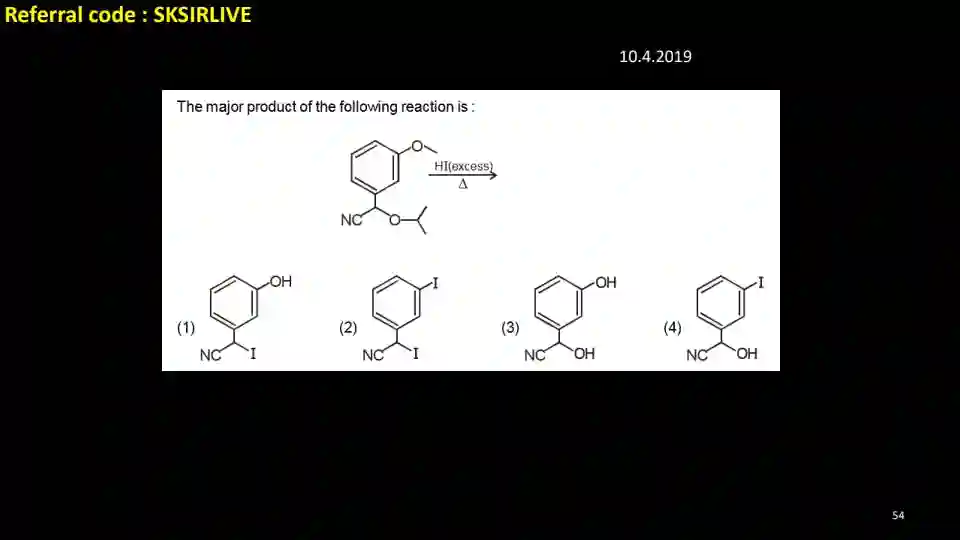 Referral code : SKSIRLIVE
10.4.2019
The major product of the following reaction is :
O
HI(excess)
Δ
NC O
(1) OH NC I
(2) I NC I
(3) OH NC OH
(4) I NC OH
54